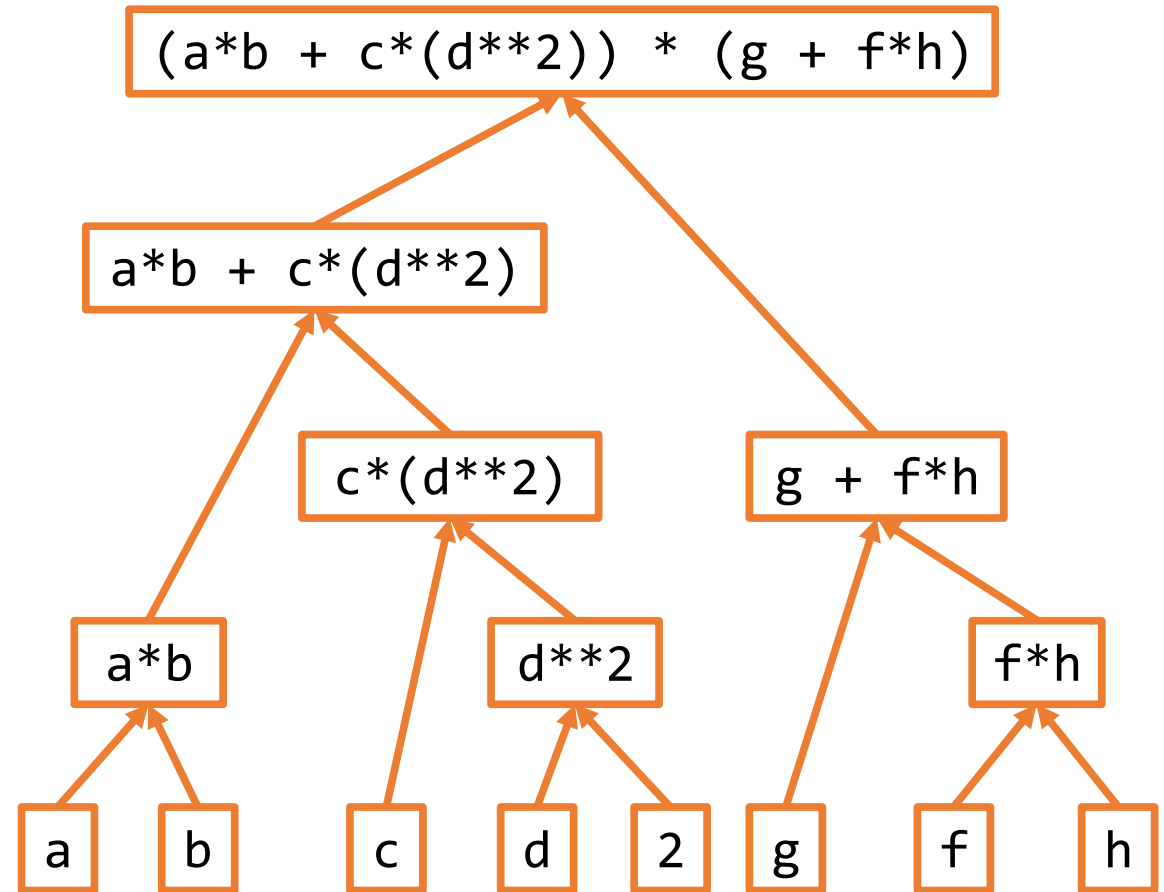 (a*b + c*(d**2)) * (g + f*h)
a*b + c*(d**2)
c*(d**2)
g + f*h
a*b
d**2
f*h
a
b
c
d
2
g
f
h